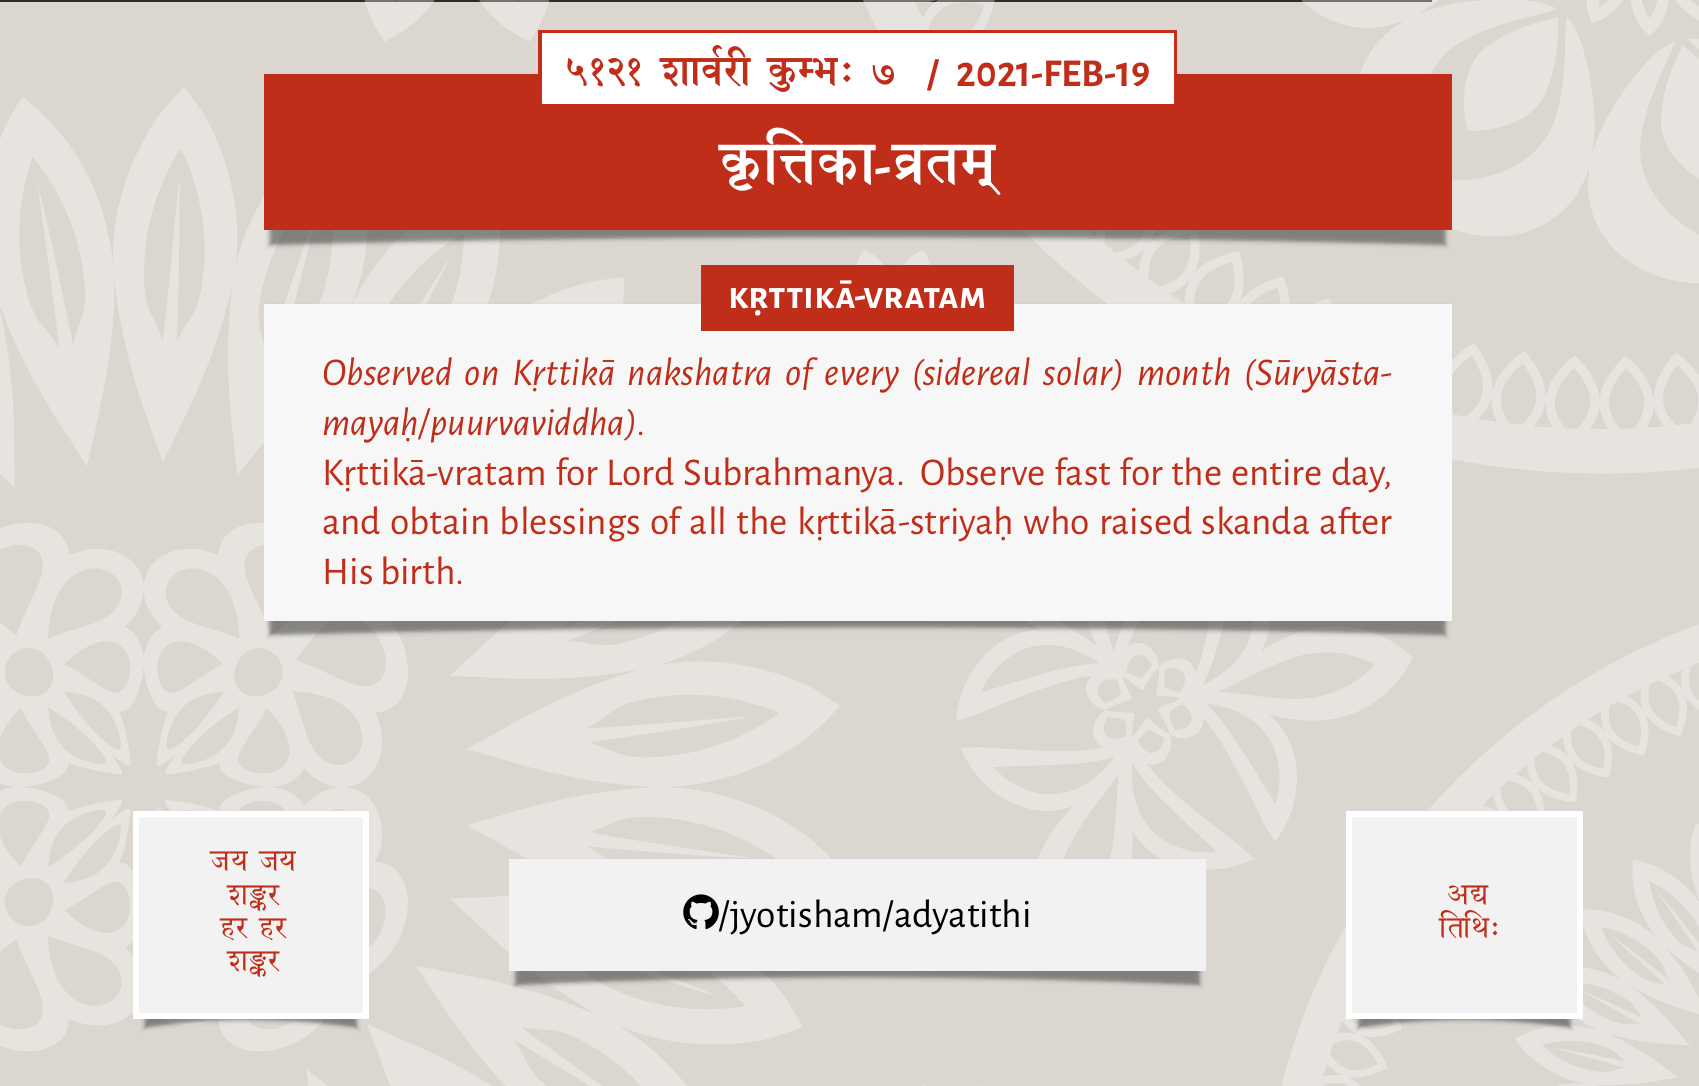 ५१२१ शार्वरी कुम्भः ७ / 2021-FEB-19
कृत्तिका-व्रतम्
KṚTTIKĀ-VRATAM
Observed on Kṛttikā nakshatra of every (sidereal solar) month (Sūryāsta-
mayaḥ/puurvaviddha).
Kṛttikā-vratam for Lord Subrahmanya. Observe fast for the entire day,
and obtain blessings of all the kṛttikā-striyaḥ who raised skanda after
His birth.
जय जय
शङ्कर
हर हर
शङ्कर
/jyotisham/adyatithi
अद्य
तिथिः